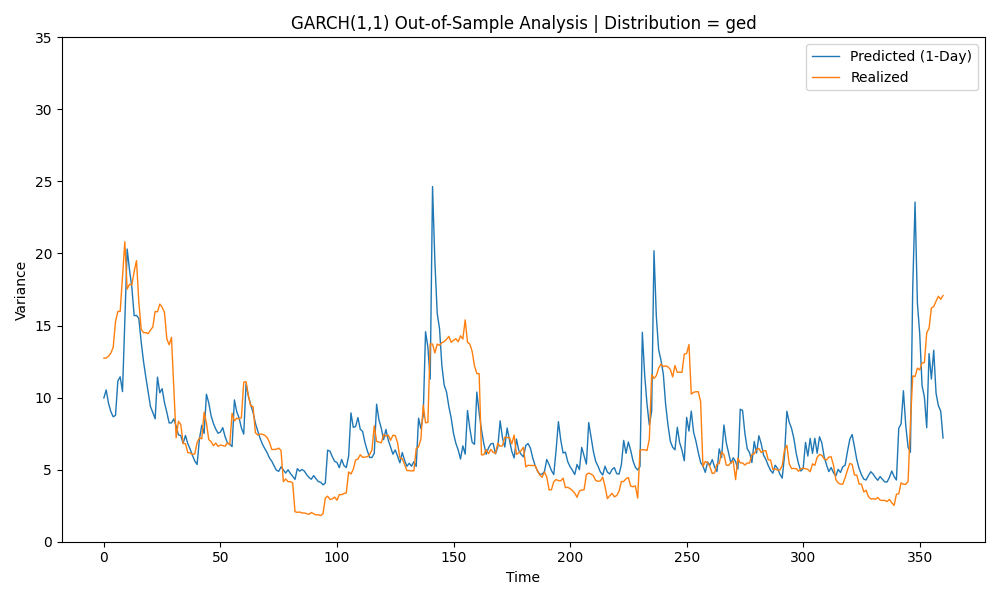 GARCH(1,1) Out-of-Sample Analysis | Distribution = ged
Predicted (1-Day)
Realized
Variance
35
30
25
20
15
10
5
0
0 50 100 150 200 250 300 350
Time